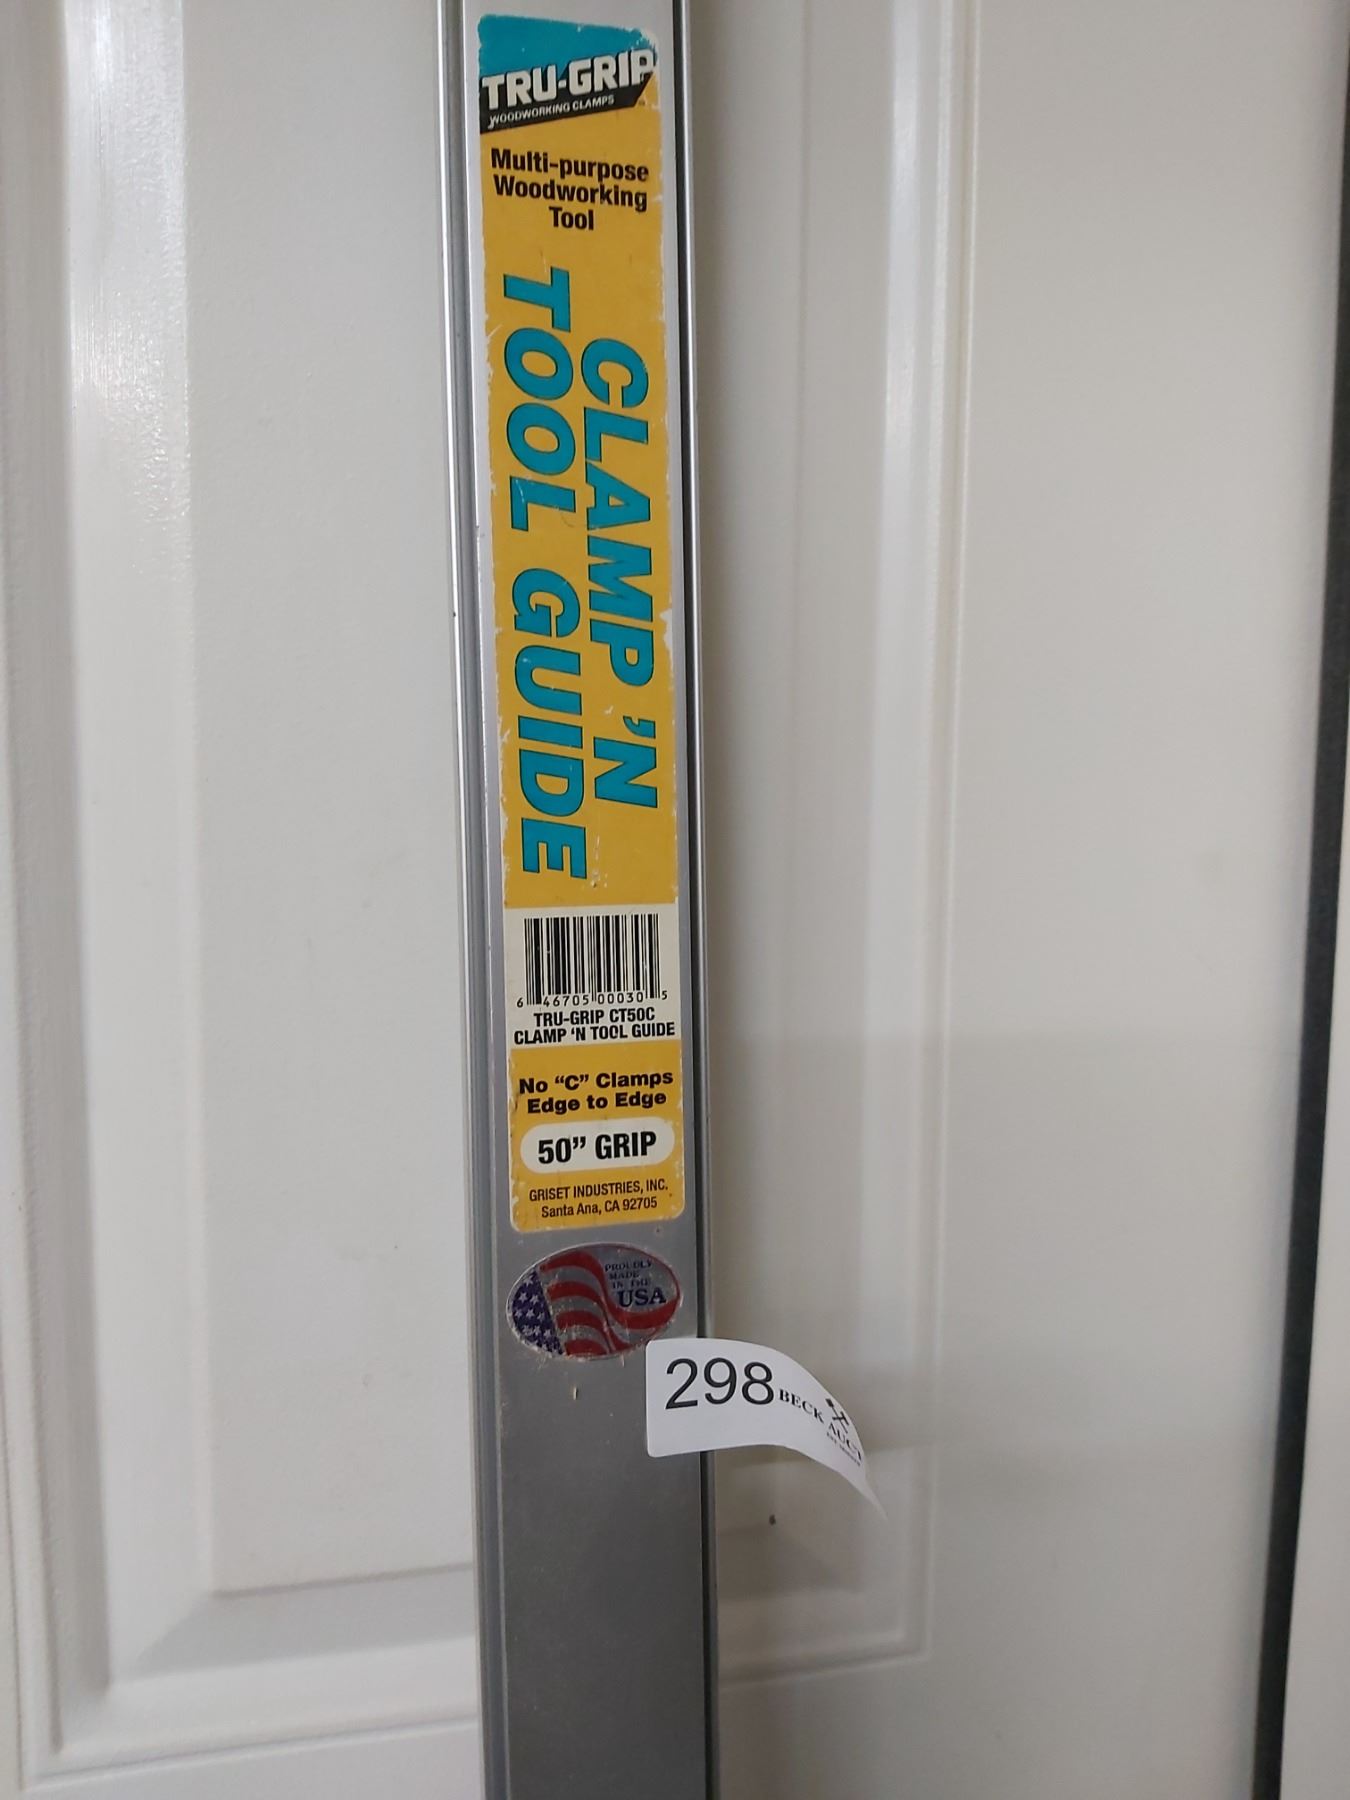 TRU-GRIP
WOODWORKING CLAMPS
Multi-purpose
Woodworking
Tool
CLAMP 'N
TOOL GUIDE
6 46705 00030 5
TRU-GRIP CT50C
CLAMP 'N TOOL GUIDE
No "C" Clamps
Edge to Edge
50" GRIP
GRISET INDUSTRIES, INC.
Santa Ana, CA 92705
PROUDLY
MADE
IN THE
USA
298
BECK AUCT